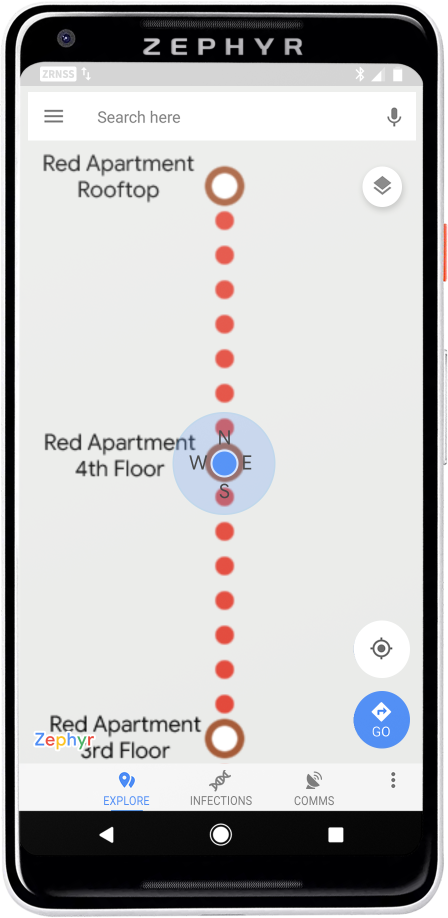 ZEPHYR
ZRNSS
Search here
Red Apartment
Rooftop
Red Apartment
4th Floor
N
W E
S
Red Apartment
3rd Floor
Zephyr
GO
EXPLORE INFECTIONS COMMS